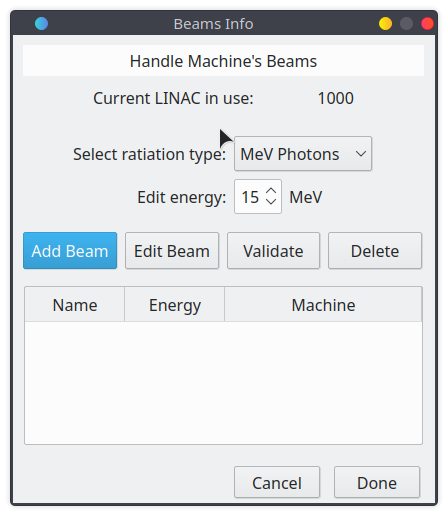 Beams Info
Handle Machine's Beams
Current LINAC in use: 1000
Select ratiation type: MeV Photons
Edit energy: 15 MeV
Add Beam Edit Beam Validate Delete
Name Energy Machine
Cancel Done